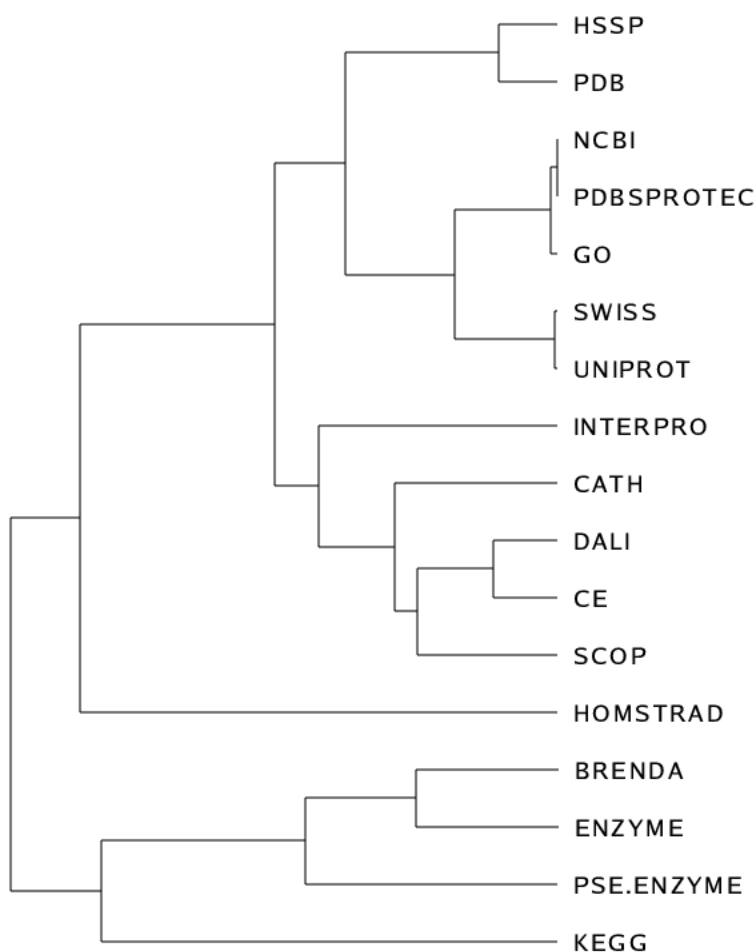 HSSP
PDB
NCBI
PDBSPROTEC
GO
SWISS
UNIPROT
INTERPRO
CATH
DALI
CE
SCOP
HOMSTRAD
BRENDA
ENZYME
PSE.ENZYME
KEGG